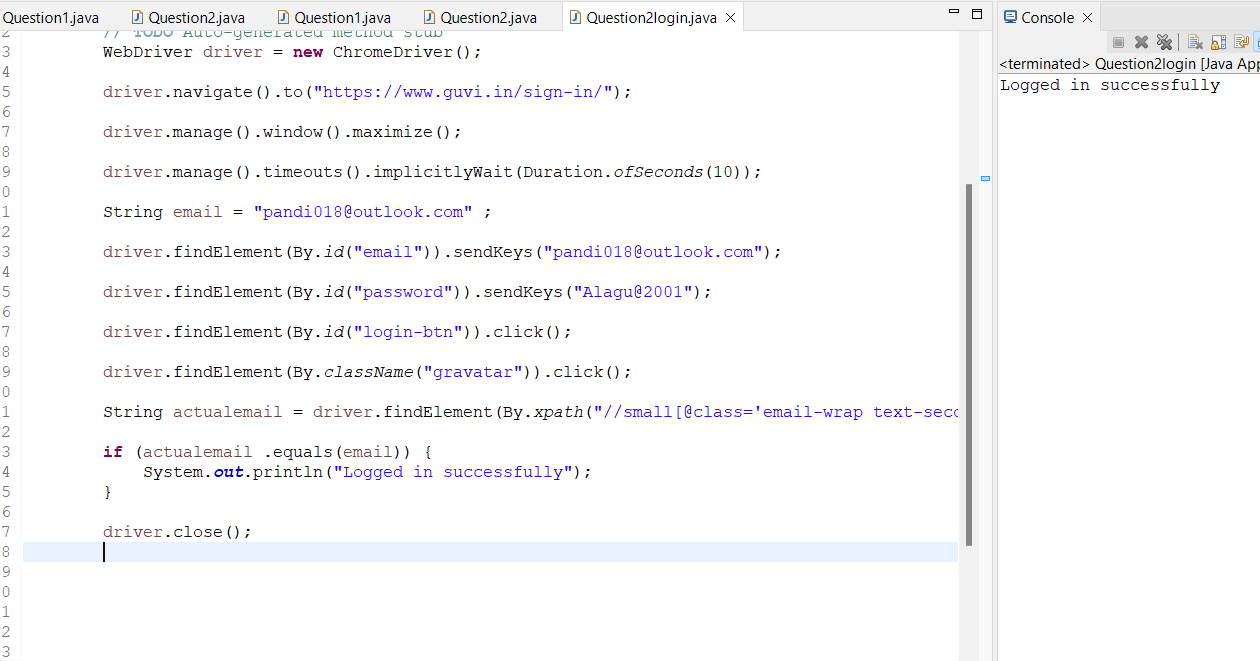 Question1.java Question2.java Question1.java Question2.java Question2login.java
2 // TODO Auto-generated method stub
3 WebDriver driver = new ChromeDriver();
4
5 driver.navigate().to("https://www.guvi.in/sign-in/");
6
7 driver.manage().window().maximize();
8
9 driver.manage().timeouts().implicitlyWait(Duration.ofSeconds(10));
0
1 String email = "pandi018@outlook.com" ;
2
3 driver.findElement(By.id("email")).sendKeys("pandi018@outlook.com");
4
5 driver.findElement(By.id("password")).sendKeys("Alagu@2001");
6
7 driver.findElement(By.id("login-btn")).click();
8
9 driver.findElement(By.className("gravatar")).click();
0
1 String actualemail = driver.findElement(By.xpath("//small[@class='email-wrap text-seco
2
3 if (actualemail .equals(email)) {
4 System.out.println("Logged in successfully");
5 }
6
7 driver.close();
8
9
0
1
2
3
Console
<terminated> Question2login [Java App
Logged in successfully